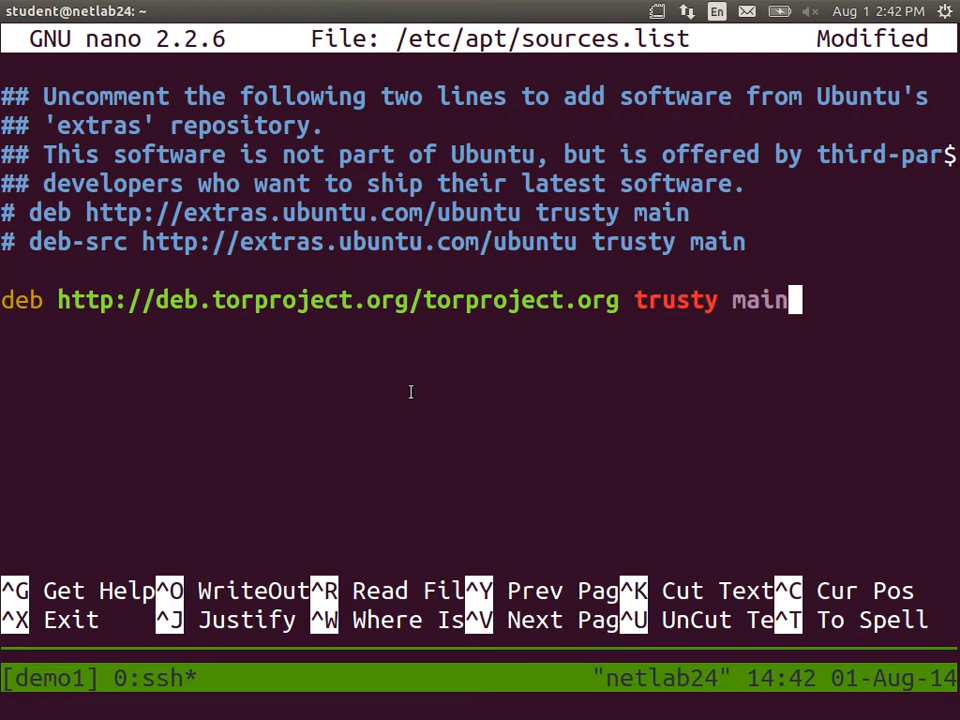 student@netlab24: ~ En Aug 1 2:42 PM
GNU nano 2.2.6 File: /etc/apt/sources.list Modified
## Uncomment the following two lines to add software from Ubuntu's
## 'extras' repository.
## This software is not part of Ubuntu, but is offered by third-par$
## developers who want to ship their latest software.
# deb http://extras.ubuntu.com/ubuntu trusty main
# deb-src http://extras.ubuntu.com/ubuntu trusty main
deb http://deb.torproject.org/torproject.org trusty main
^G Get Help^O WriteOut^R Read Fil^Y Prev Pag^K Cut Text^C Cur Pos
^X Exit ^J Justify ^W Where Is^V Next Pag^U UnCut Te^T To Spell
[demo1] 0:ssh* "netlab24" 14:42 01-Aug-14